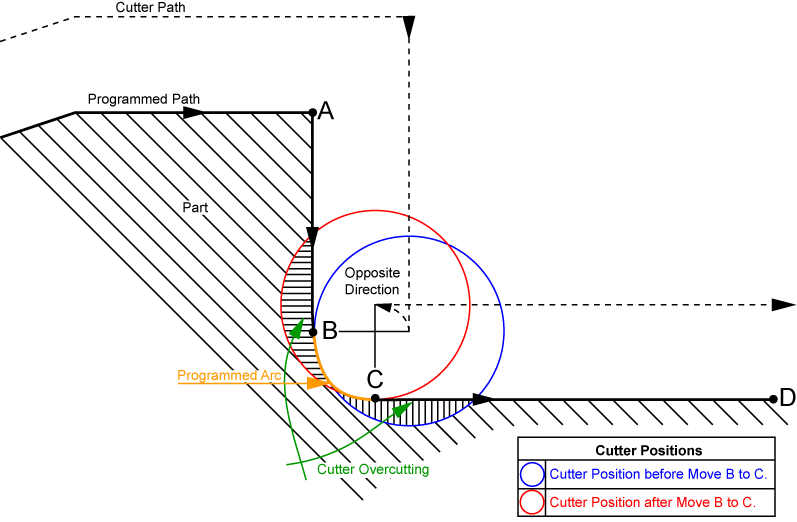 Cutter Path
Programmed Path
A
Part
Opposite
Direction
B
Programmed Arc
C
D
Cutter Overcutting
Cutter Positions
Cutter Position before Move B to C.
Cutter Position after Move B to C.